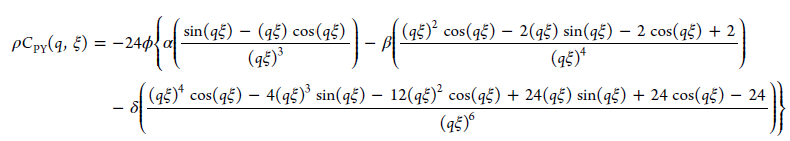 ρC_PY(q, ξ) = −24ϕ{α((sin(qξ) − (qξ) cos(qξ))/(qξ)³) − β(((qξ)² cos(qξ) − 2(qξ) sin(qξ) − 2 cos(qξ) + 2)/(qξ)⁴)
− δ(((qξ)⁴ cos(qξ) − 4(qξ)³ sin(qξ) − 12(qξ)² cos(qξ) + 24(qξ) sin(qξ) + 24 cos(qξ) − 24)/(qξ)⁶)}